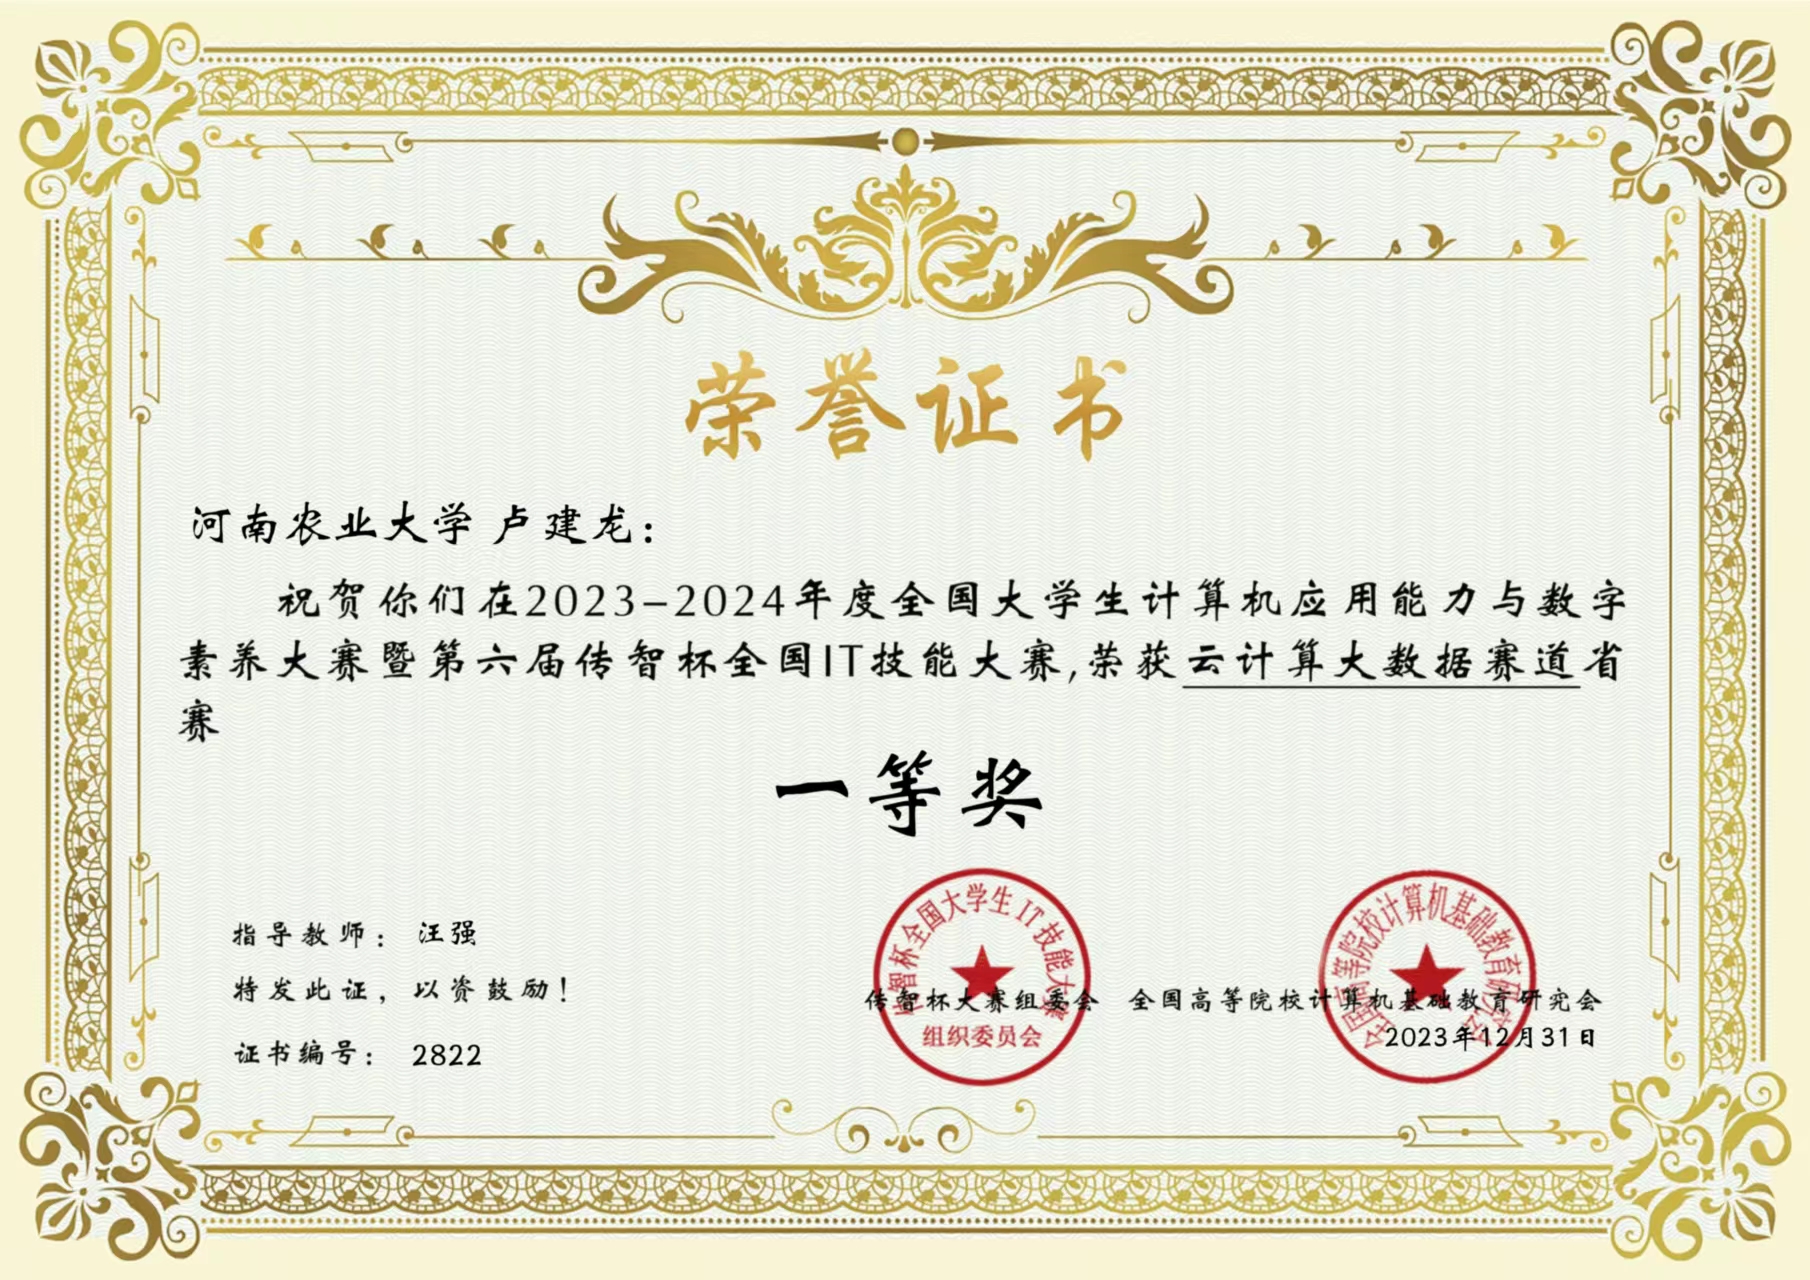 荣誉证书
河南农业大学 卢建龙：
祝贺你们在2023-2024年度全国大学生计算机应用能力与数字
素养大赛暨第六届传智杯全国IT技能大赛,荣获云计算大数据赛道省
赛
一等奖
指导教师： 汪强
特发此证，以资鼓励！
证书编号： 2822
传智杯全国大学生IT技能大赛
组织委员会
全国高等院校计算机基础教育研究会
传智杯大赛组委会 全国高等院校计算机基础教育研究会
2023年12月31日